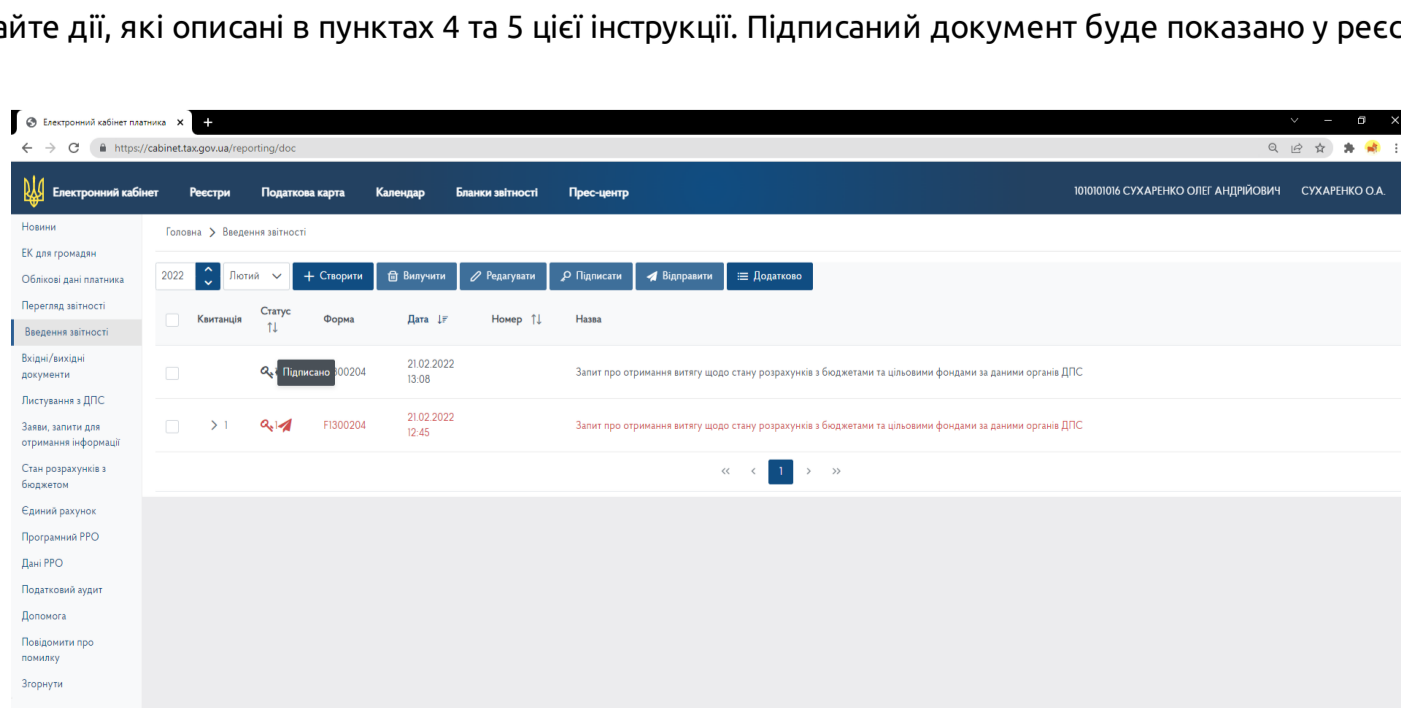 айте дії, які описані в пунктах 4 та 5 цієї інструкції. Підписаний документ буде показано у реєс
Електронний кабінет платника
https://cabinet.tax.gov.ua/reporting/doc
Електронний кабінет Реєстри Податкова карта Календар Бланки звітності Прес-центр 1010101016 СУХАРЕНКО ОЛЕГ АНДРІЙОВИЧ СУХАРЕНКО О.А.
Новини
ЕК для громадян
Облікові дані платника
Перегляд звітності
Введення звітності
Вхідні/вихідні
документи
Листування з ДПС
Заяви, запити для
отримання інформації
Стан розрахунків з
бюджетом
Єдиний рахунок
Програмний РРО
Дані РРО
Податковий аудит
Допомога
Повідомити про
помилку
Згорнути
Головна > Введення звітності
2022 Лютий + Створити Вилучити Редагувати Підписати Відправити Додатково
Квитанція Статус Форма Дата Номер Назва
Підписано 300204 21.02.2022 Запит про отримання витягу щодо стану розрахунків з бюджетами та цільовими фондами за даними органів ДПС
13:08
> 1 1 F1300204 21.02.2022 Запит про отримання витягу щодо стану розрахунків з бюджетами та цільовими фондами за даними органів ДПС
12:45
« < 1 > »